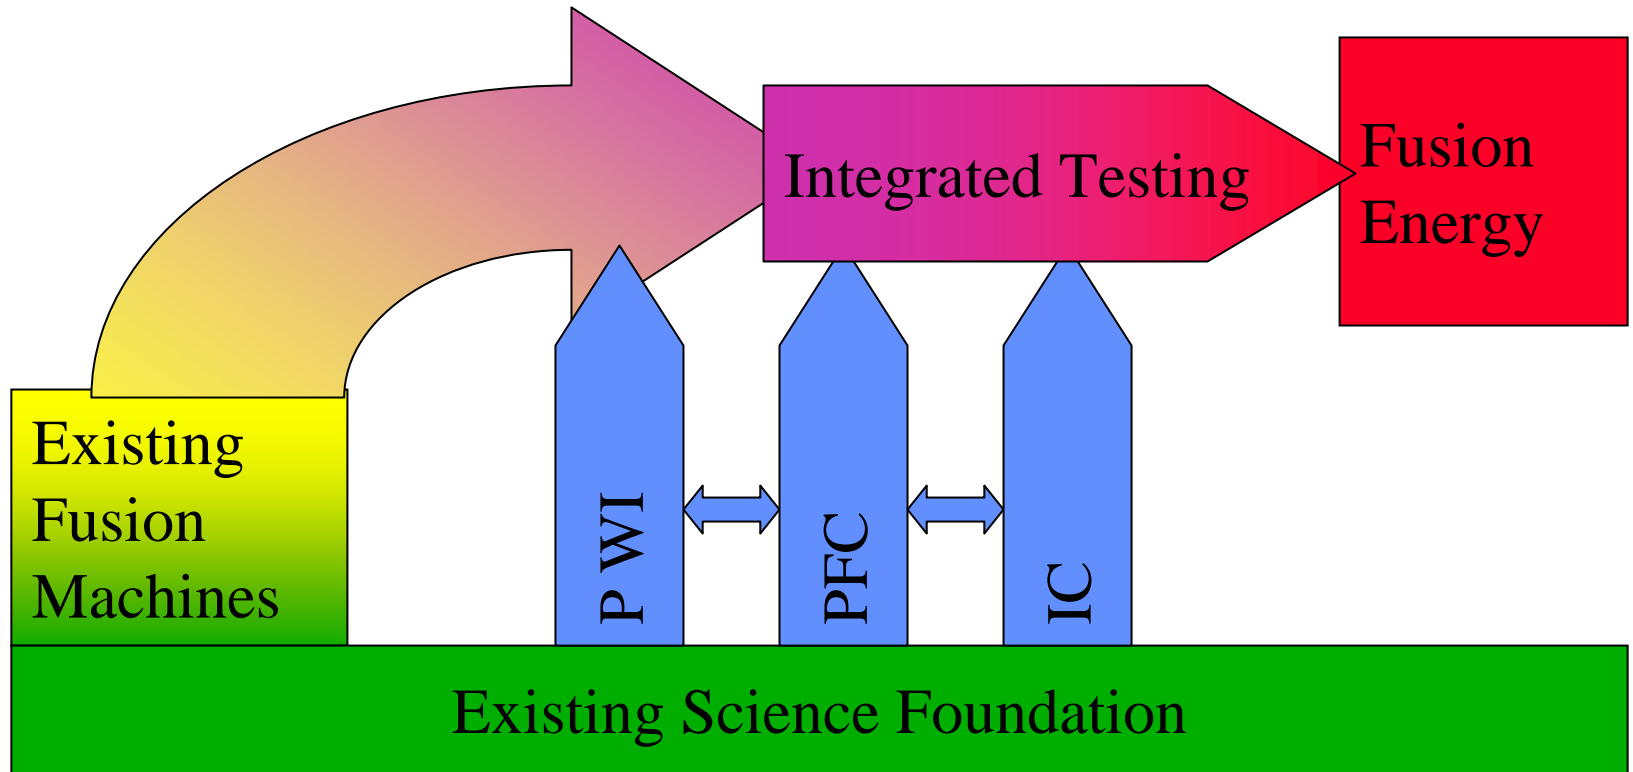 Integrated Testing
Fusion
Energy
Existing
Fusion
Machines
P WI
PFC
IC
Existing Science Foundation